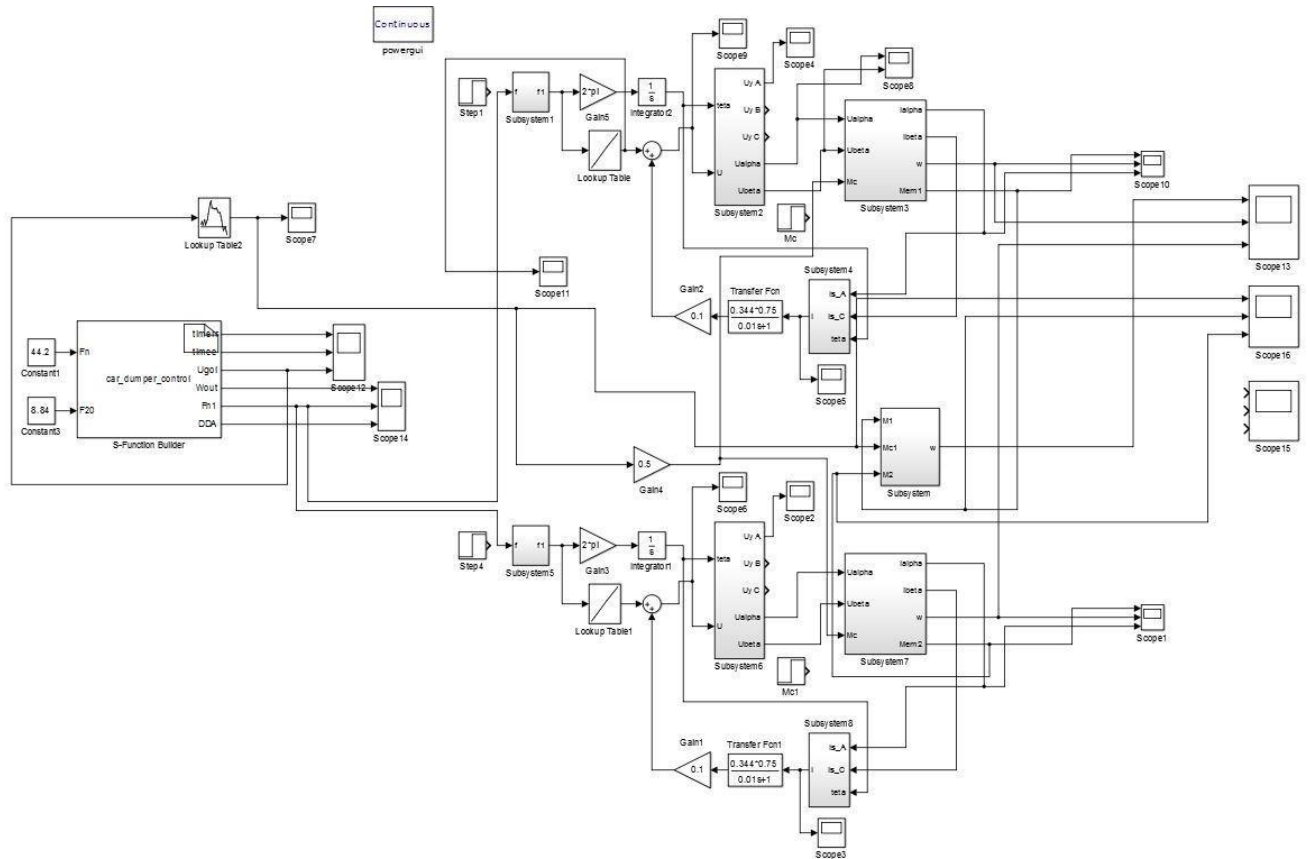 Continuous
powergui
Scope9
Scope4
Scope8
Step1
f
f1
Subsystem1
2*pi
Gain5
1
s
Integrator2
Lookup Table
teta
U
Uy A
Uy B
Uy C
Ualpha
Ubeta
Subsystem2
Ualpha
Ubeta
Mc
Ialpha
Ibeta
w
Mem1
Subsystem3
Mc
Scope10
Scope13
Lookup Table2
Scope7
Scope11
Gain2
0.1
Transfer Fcn
0.344*0.75
0.01s+1
Subsystem4
Is_A
Is_C
teta
I
Scope5
Scope16
44.2
Constant1
8.84
Constant3
Fn
F20
car_dumper_control
timee
Ugol
Wout
Fn1
DDA
S-Function Builder
Scope12
Scope14
M1
Mc1
M2
w
Subsystem
Scope15
0.5
Gain4
Scope6
Scope2
Step4
f
f1
Subsystem5
2*pi
Gain3
1
s
Integrator1
Lookup Table1
teta
U
Uy A
Uy B
Uy C
Ualpha
Ubeta
Subsystem6
Ualpha
Ubeta
Mc
Ialpha
Ibeta
w
Mem2
Subsystem7
Mc1
Scope1
Gain1
0.1
Transfer Fcn1
0.344*0.75
0.01s+1
Subsystem8
Is_A
Is_C
teta
I
Scope3